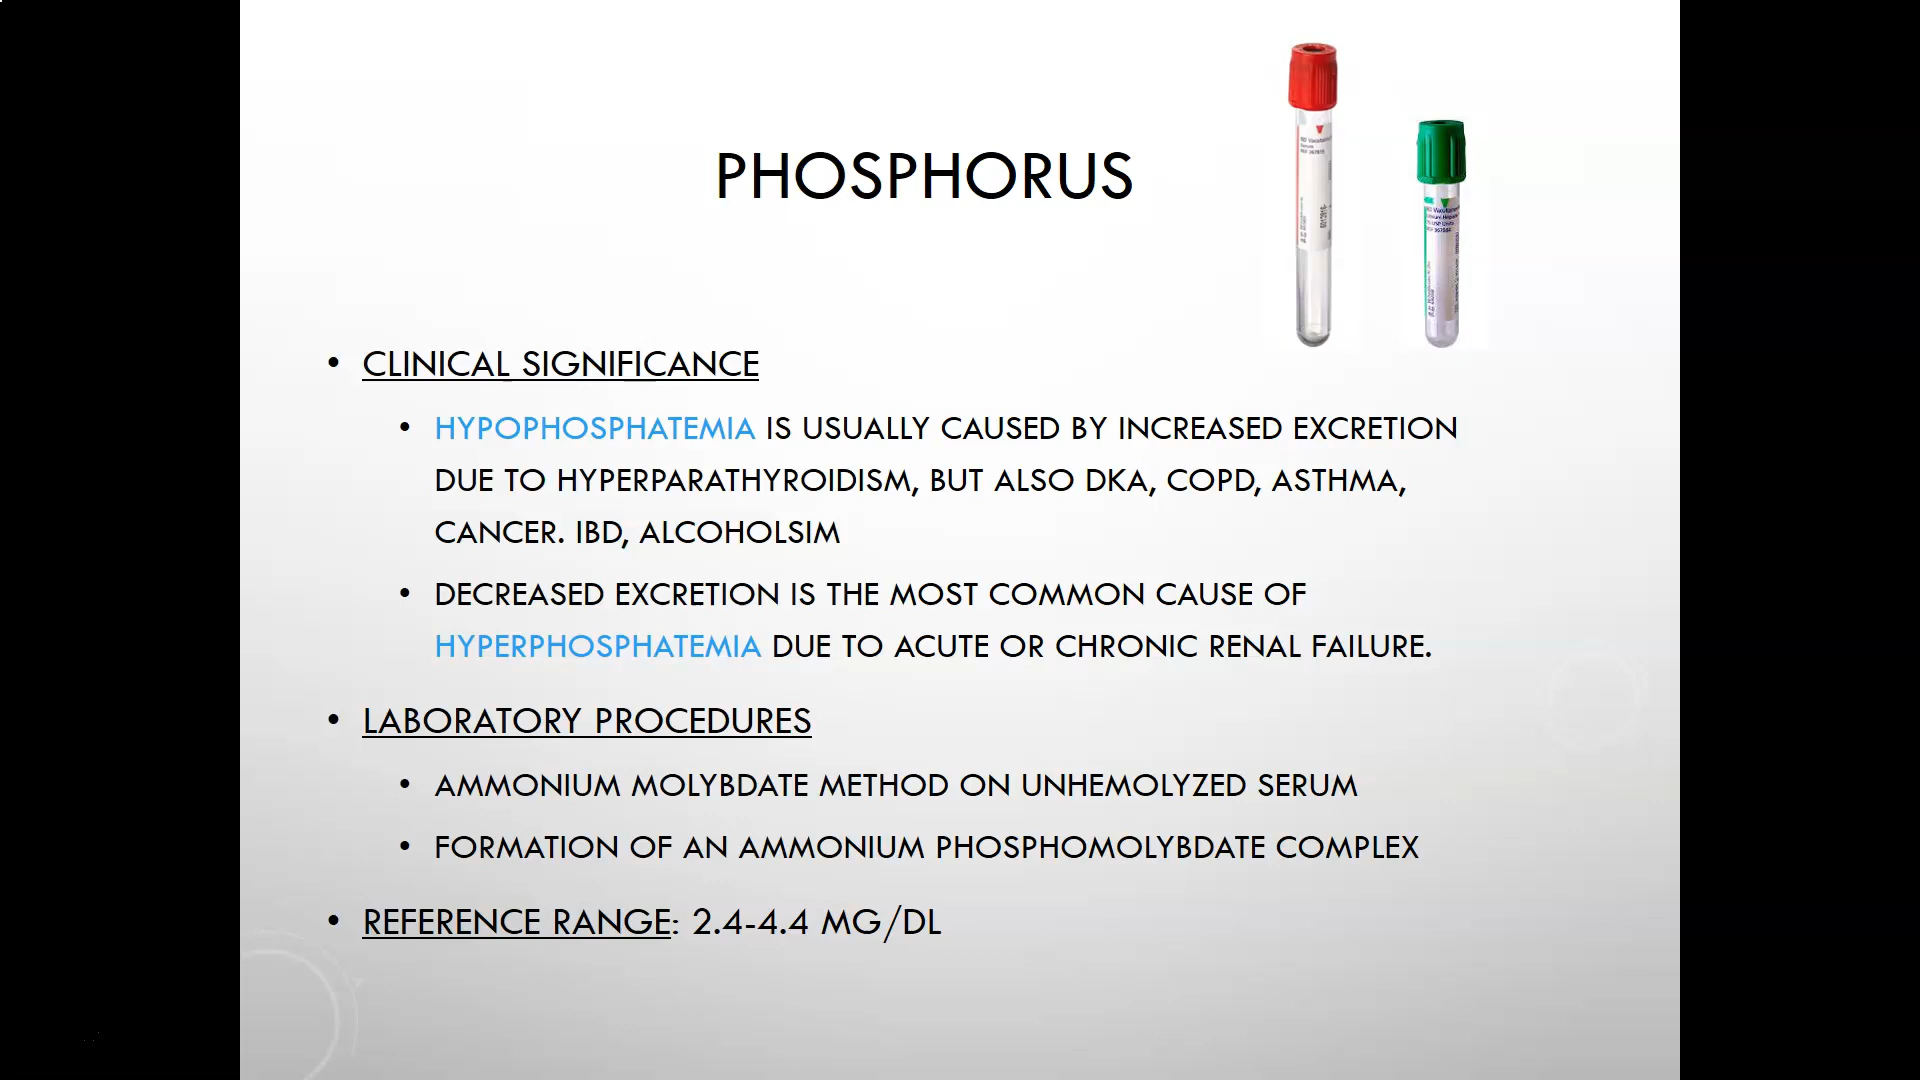 PHOSPHORUS
• CLINICAL SIGNIFICANCE
• HYPOPHOSPHATEMIA IS USUALLY CAUSED BY INCREASED EXCRETION
DUE TO HYPERPARATHYROIDISM, BUT ALSO DKA, COPD, ASTHMA,
CANCER. IBD, ALCOHOLSIM
• DECREASED EXCRETION IS THE MOST COMMON CAUSE OF
HYPERPHOSPHATEMIA DUE TO ACUTE OR CHRONIC RENAL FAILURE.
• LABORATORY PROCEDURES
• AMMONIUM MOLYBDATE METHOD ON UNHEMOLYZED SERUM
• FORMATION OF AN AMMONIUM PHOSPHOMOLYBDATE COMPLEX
• REFERENCE RANGE: 2.4-4.4 MG/DL